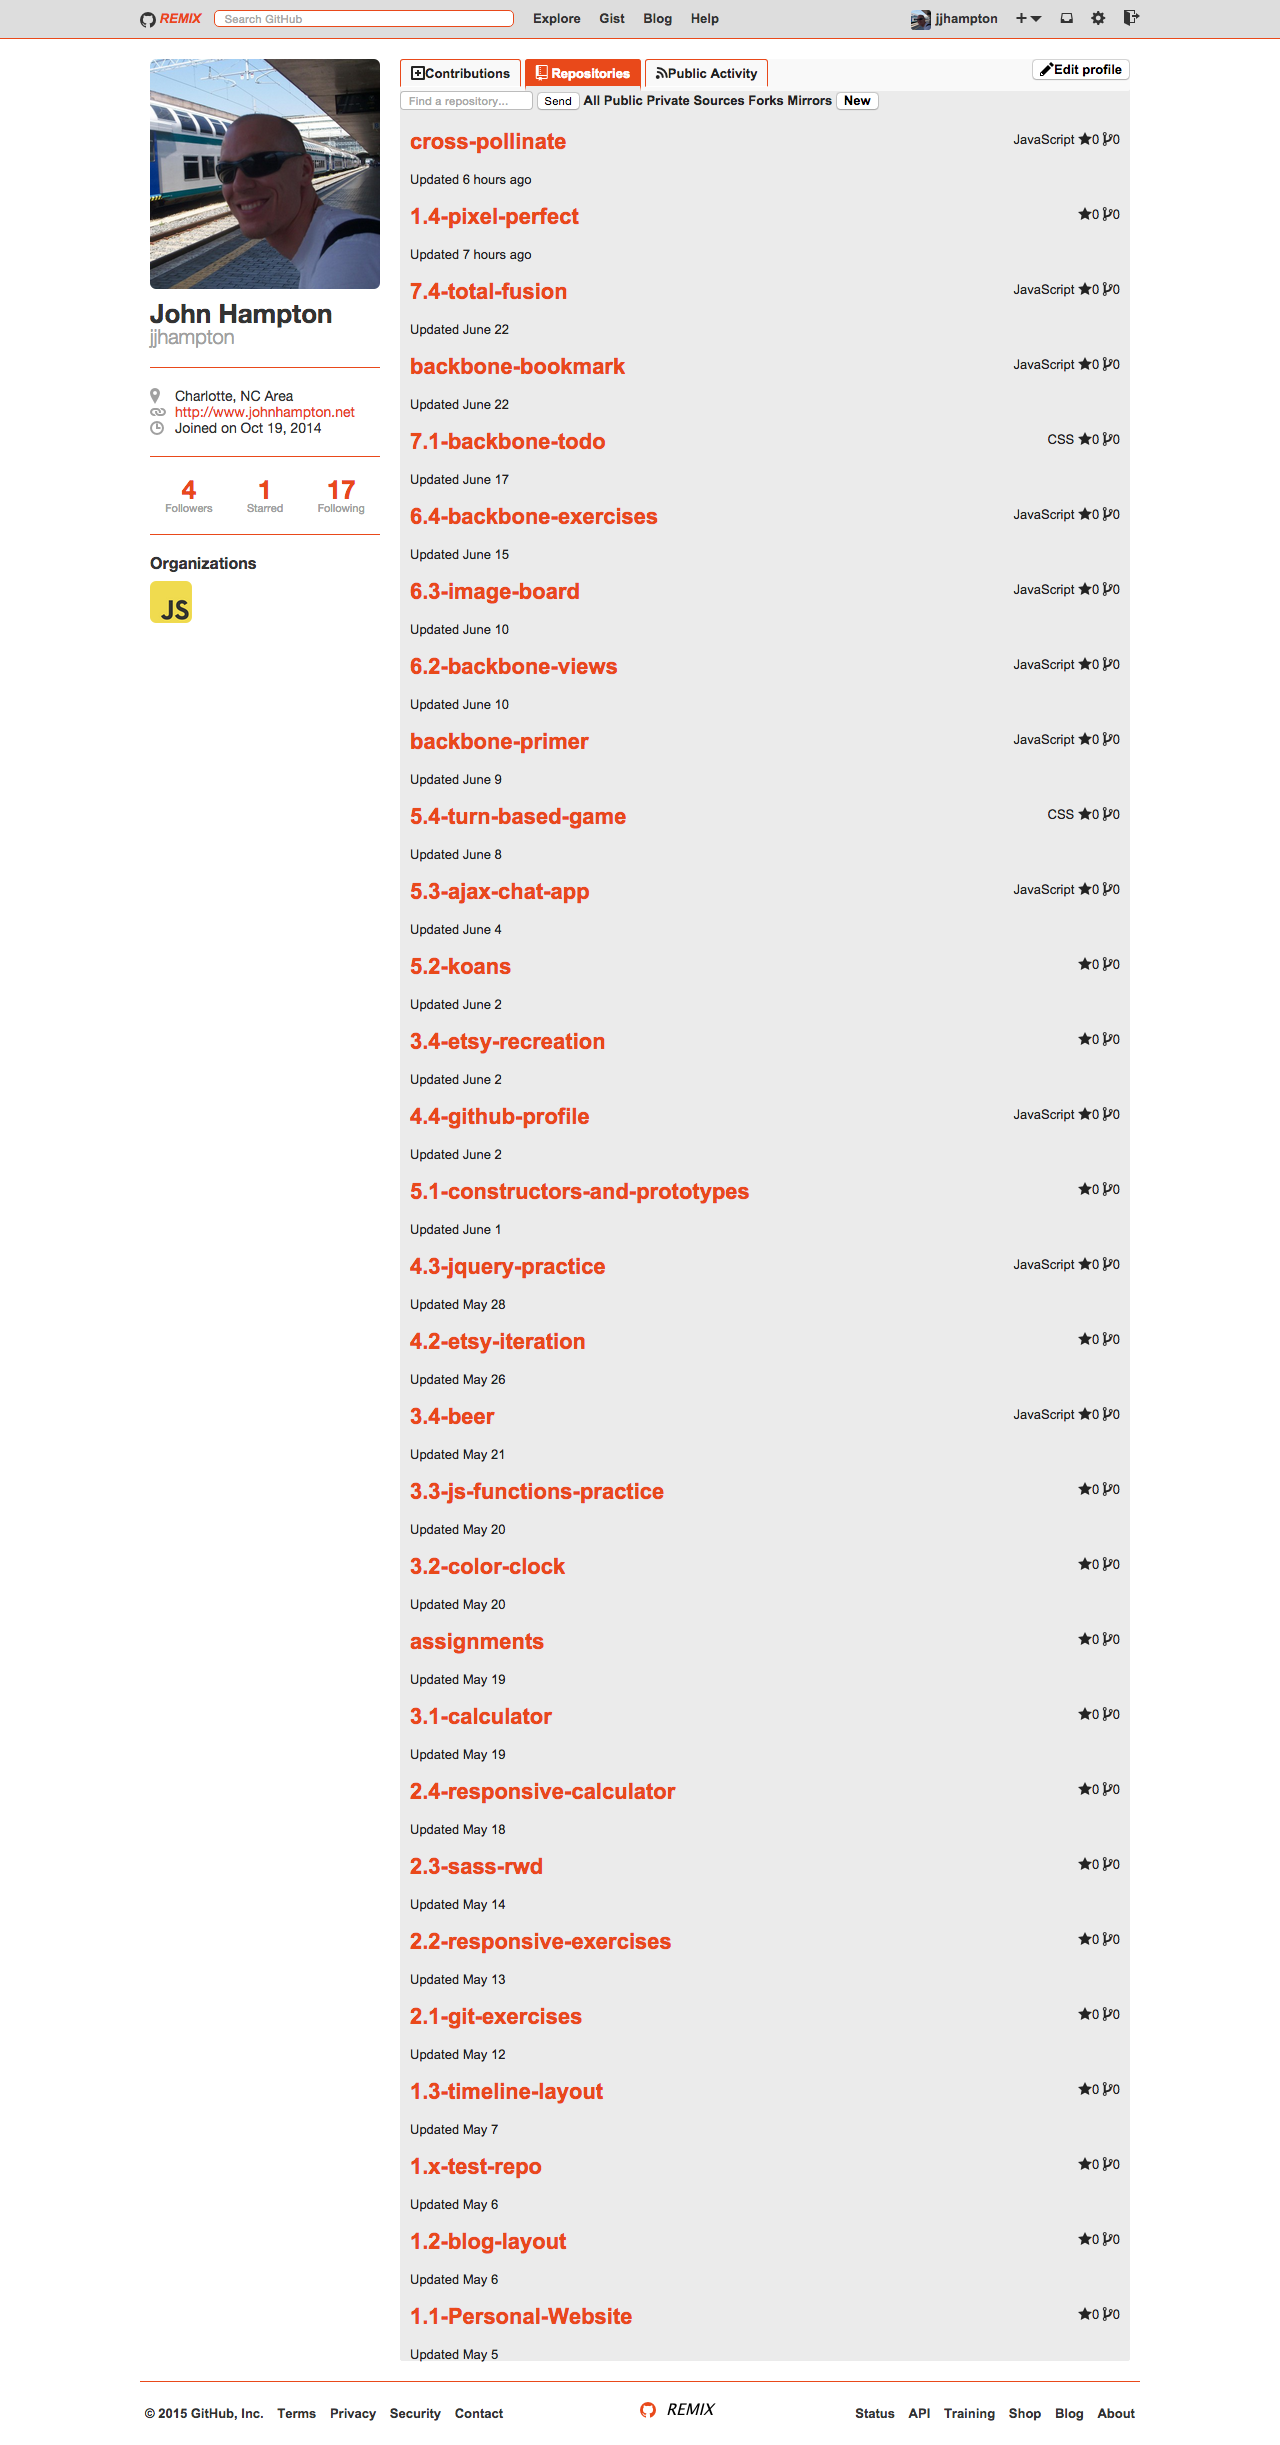 REMIX Search GitHub Explore Gist Blog Help jjhampton
Contributions Repositories Public Activity Edit profile
Find a repository... Send All Public Private Sources Forks Mirrors New
John Hampton
jjhampton
Charlotte, NC Area
http://www.johnhampton.net
Joined on Oct 19, 2014
4 1 17
Followers Starred Following
Organizations
JS
cross-pollinate JavaScript 0 0
Updated 6 hours ago
1.4-pixel-perfect 0 0
Updated 7 hours ago
7.4-total-fusion JavaScript 0 0
Updated June 22
backbone-bookmark JavaScript 0 0
Updated June 22
7.1-backbone-todo CSS 0 0
Updated June 17
6.4-backbone-exercises JavaScript 0 0
Updated June 15
6.3-image-board JavaScript 0 0
Updated June 10
6.2-backbone-views JavaScript 0 0
Updated June 10
backbone-primer JavaScript 0 0
Updated June 9
5.4-turn-based-game CSS 0 0
Updated June 8
5.3-ajax-chat-app JavaScript 0 0
Updated June 4
5.2-koans 0 0
Updated June 2
3.4-etsy-recreation 0 0
Updated June 2
4.4-github-profile JavaScript 0 0
Updated June 2
5.1-constructors-and-prototypes 0 0
Updated June 1
4.3-jquery-practice JavaScript 0 0
Updated May 28
4.2-etsy-iteration 0 0
Updated May 26
3.4-beer JavaScript 0 0
Updated May 21
3.3-js-functions-practice 0 0
Updated May 20
3.2-color-clock 0 0
Updated May 20
assignments 0 0
Updated May 19
3.1-calculator 0 0
Updated May 19
2.4-responsive-calculator 0 0
Updated May 18
2.3-sass-rwd 0 0
Updated May 14
2.2-responsive-exercises 0 0
Updated May 13
2.1-git-exercises 0 0
Updated May 12
1.3-timeline-layout 0 0
Updated May 7
1.x-test-repo 0 0
Updated May 6
1.2-blog-layout 0 0
Updated May 6
1.1-Personal-Website 0 0
Updated May 5
© 2015 GitHub, Inc. Terms Privacy Security Contact REMIX Status API Training Shop Blog About